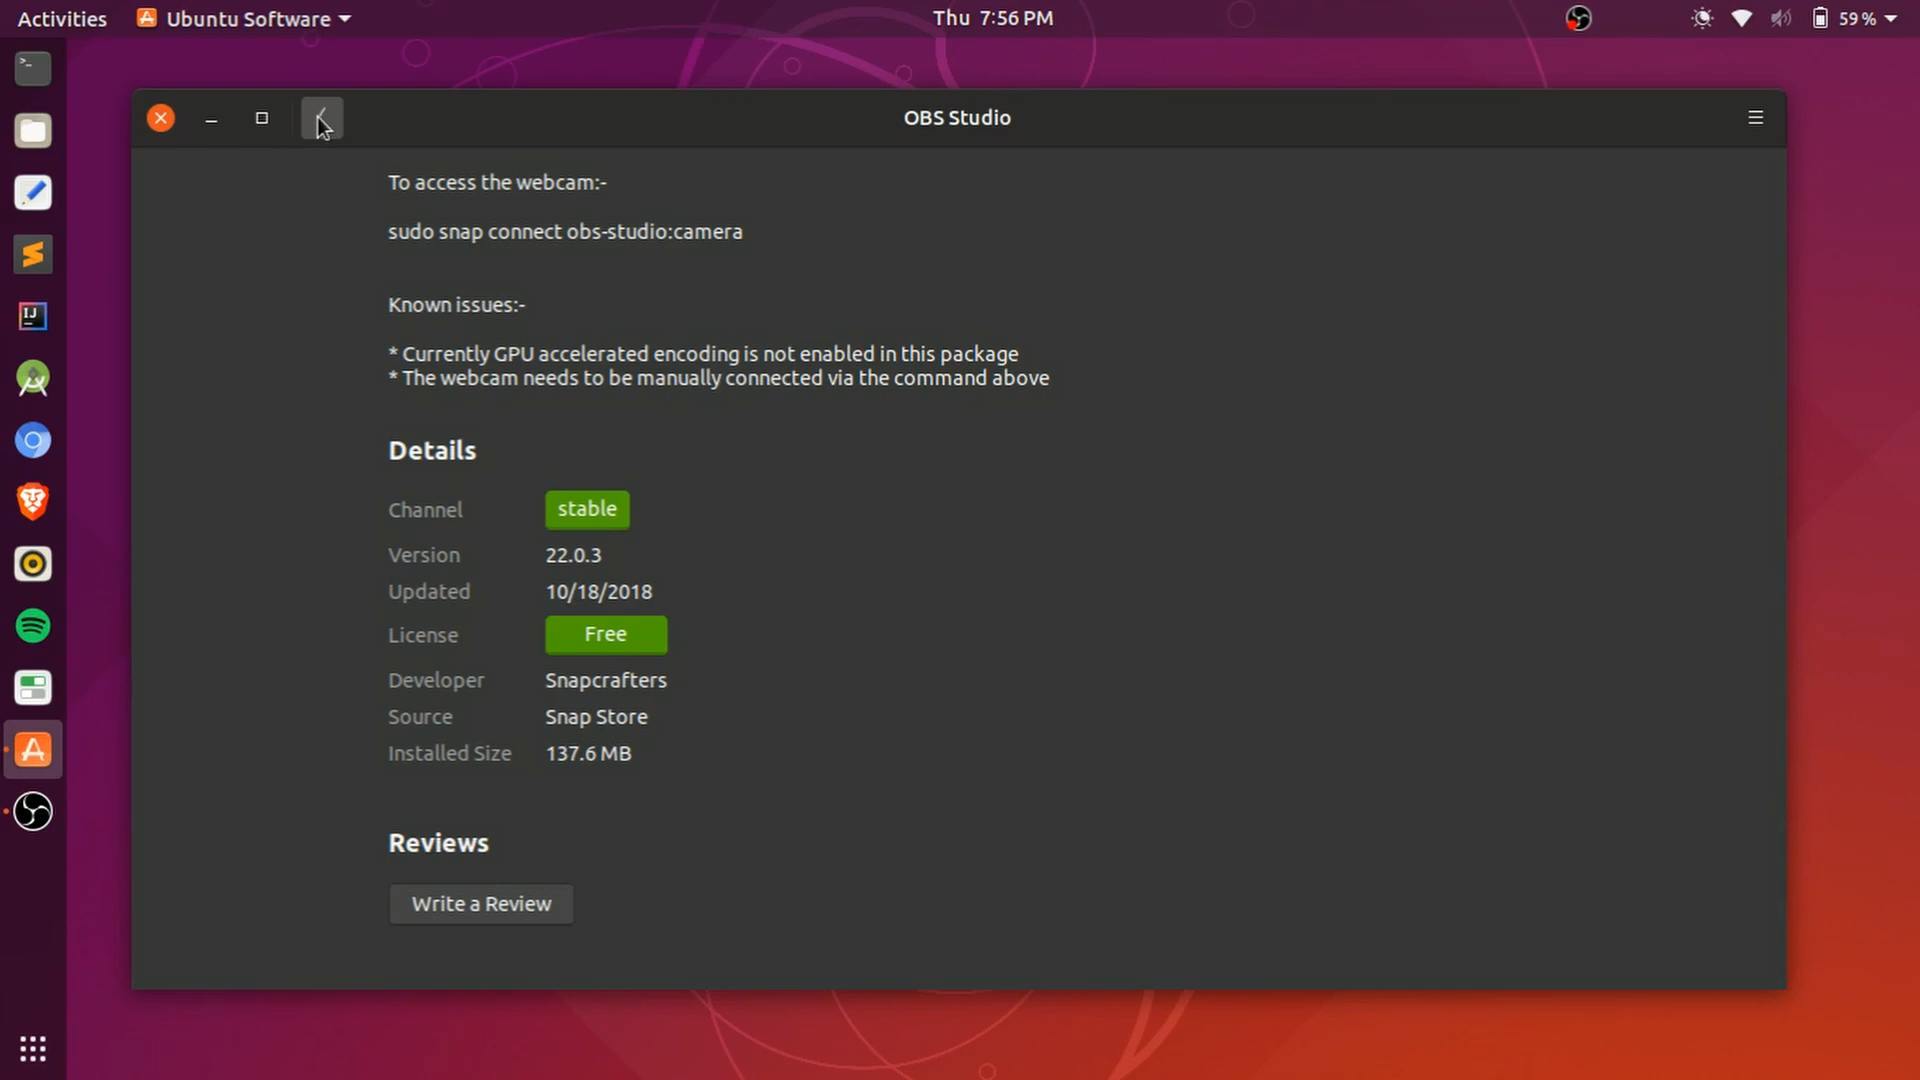 Activities
Ubuntu Software
Thu 7:56 PM
59 %
OBS Studio
To access the webcam:-
sudo snap connect obs-studio:camera
Known issues:-
* Currently GPU accelerated encoding is not enabled in this package
* The webcam needs to be manually connected via the command above
Details
Channel stable
Version 22.0.3
Updated 10/18/2018
License Free
Developer Snapcrafters
Source Snap Store
Installed Size 137.6 MB
Reviews
Write a Review
IJ